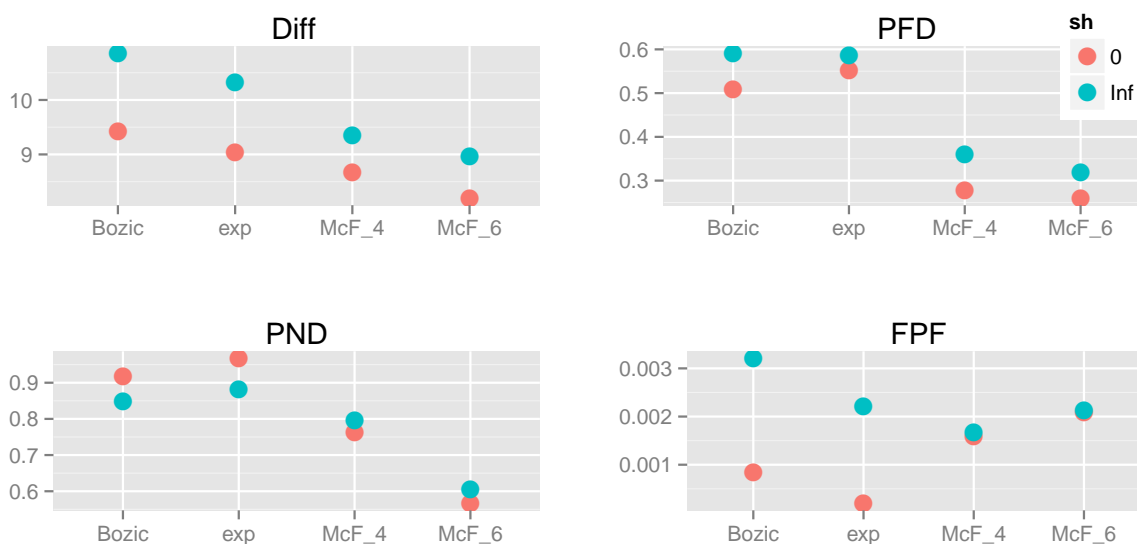 Diff
10
9
Bozic exp McF_4 McF_6
PFD
0.6
0.5
0.4
0.3
Bozic exp McF_4 McF_6
sh
0
Inf
PND
0.9
0.8
0.7
0.6
Bozic exp McF_4 McF_6
FPF
0.003
0.002
0.001
Bozic exp McF_4 McF_6